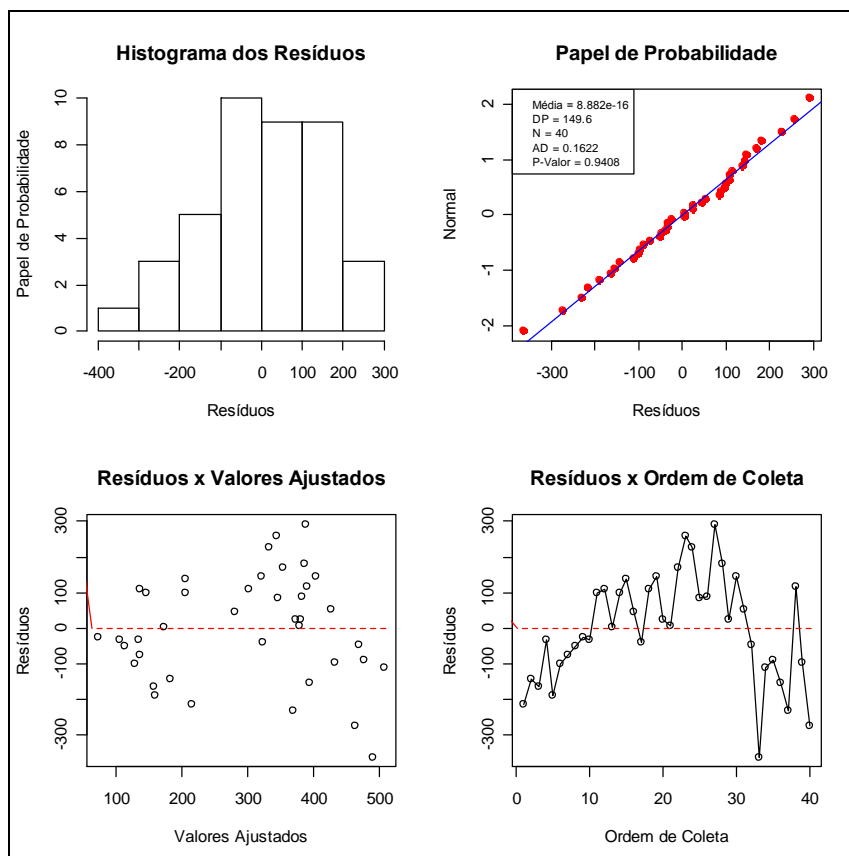 Histograma dos Resíduos
Papel de Probabilidade
0 2 4 6 8 10
-400 -200 0 100 200 300
Resíduos
Papel de Probabilidade
Média = 8.882e-16
DP = 149.6
N = 40
AD = 0.1622
P-Valor = 0.9408
Normal
-2 -1 0 1 2
-300 -100 0 100 200 300
Resíduos
Resíduos x Valores Ajustados
Resíduos
-300 -100 0 100 300
100 200 300 400 500
Valores Ajustados
Resíduos x Ordem de Coleta
Resíduos
-300 -100 0 100 300
0 10 20 30 40
Ordem de Coleta